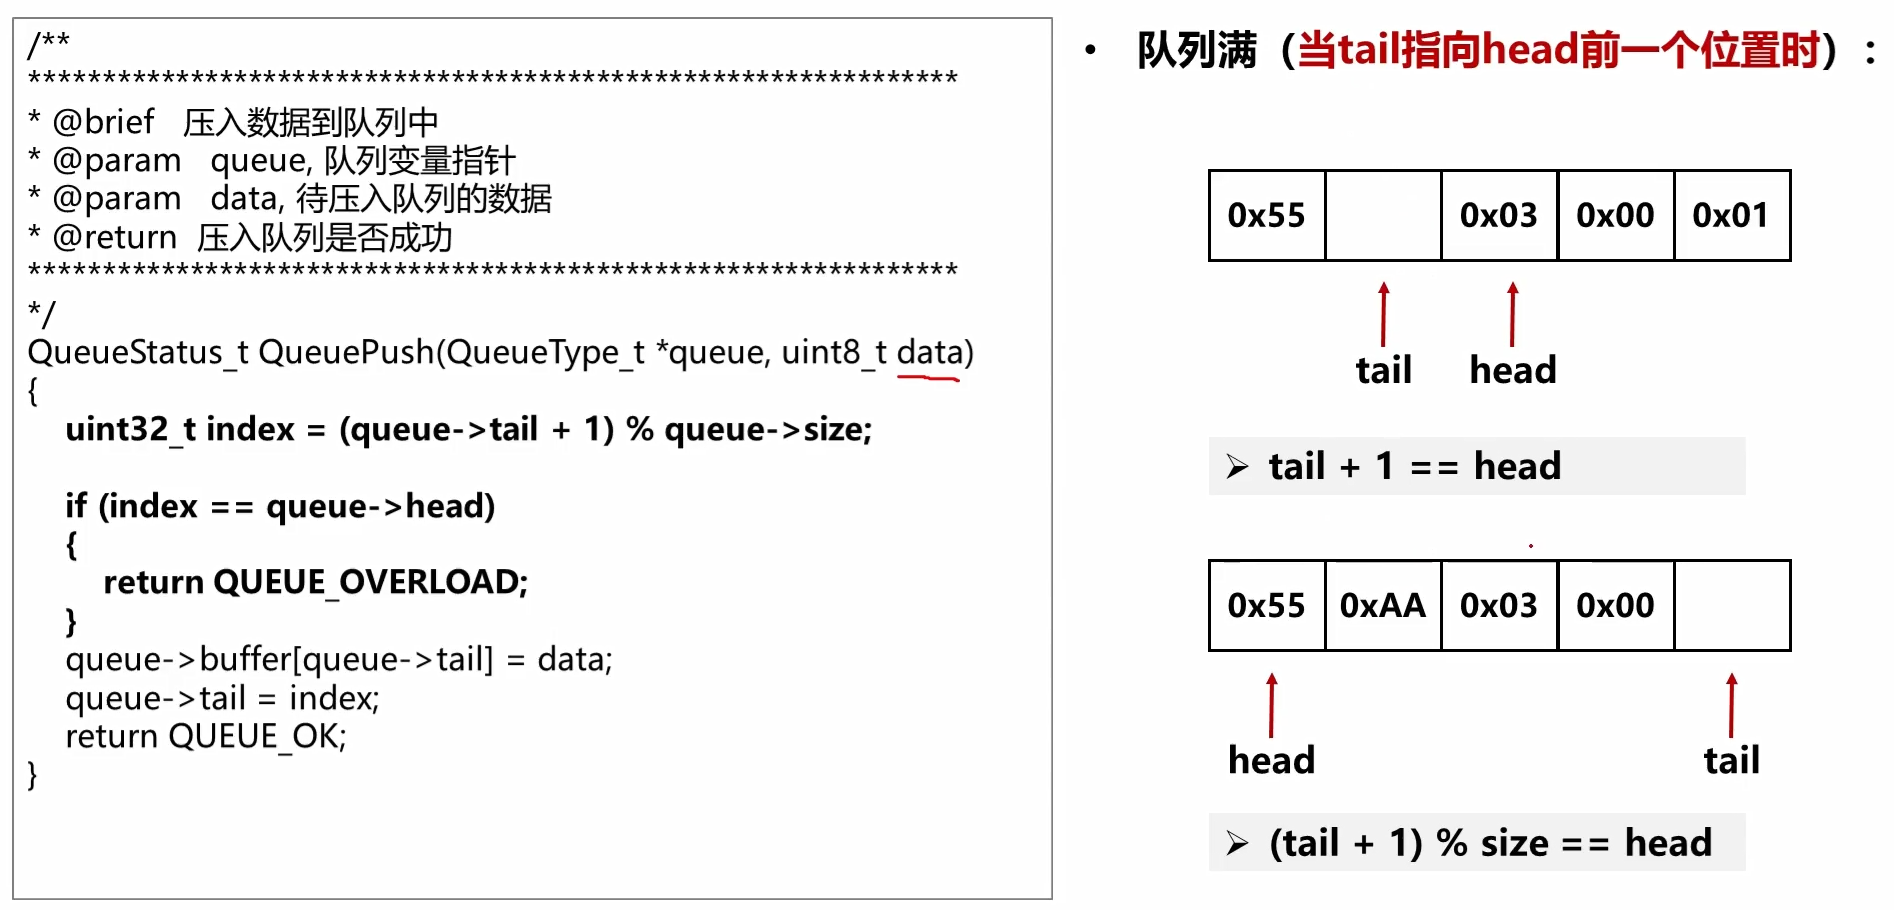 /**
**************************************************************
* @brief 压入数据到队列中
* @param queue, 队列变量指针
* @param data, 待压入队列的数据
* @return 压入队列是否成功
**************************************************************
*/
QueueStatus_t QueuePush(QueueType_t *queue, uint8_t data)
{
uint32_t index = (queue->tail + 1) % queue->size;
if (index == queue->head)
{
return QUEUE_OVERLOAD;
}
queue->buffer[queue->tail] = data;
queue->tail = index;
return QUEUE_OK;
}
• 队列满（当tail指向head前一个位置时）:
0x55 0x03 0x00 0x01
tail head
➢ tail + 1 == head
0x55 0xAA 0x03 0x00
head tail
➢ (tail + 1) % size == head